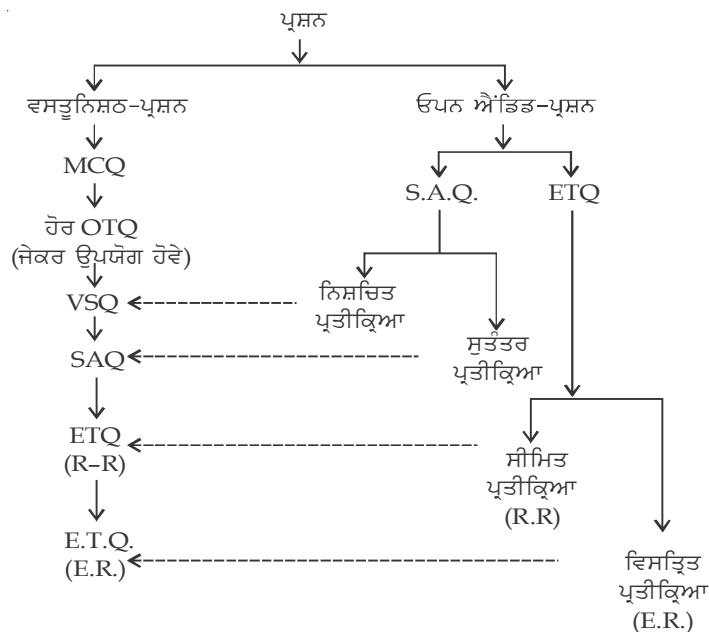 ਪ੍ਰਸ਼ਨ
ਵਸਤੂਨਿਸ਼ਠ-ਪ੍ਰਸ਼ਨ
ਓਪਨ ਐਂਡਿਡ-ਪ੍ਰਸ਼ਨ
MCQ
S.A.Q.
ETQ
ਹੋਰ OTQ
(ਜੇਕਰ ਉਪਯੋਗ ਹੋਵੇ)
ਨਿਸ਼ਚਿਤ
ਪ੍ਰਤੀਕ੍ਰਿਆ
VSQ
ਸੁਤੰਤਰ
ਪ੍ਰਤੀਕ੍ਰਿਆ
SAQ
ETQ
(R-R)
ਸੀਮਿਤ
ਪ੍ਰਤੀਕ੍ਰਿਆ
(R.R)
E.T.Q.
(E.R.)
ਵਿਸਤ੍ਰਿਤ
ਪ੍ਰਤੀਕ੍ਰਿਆ
(E.R.)